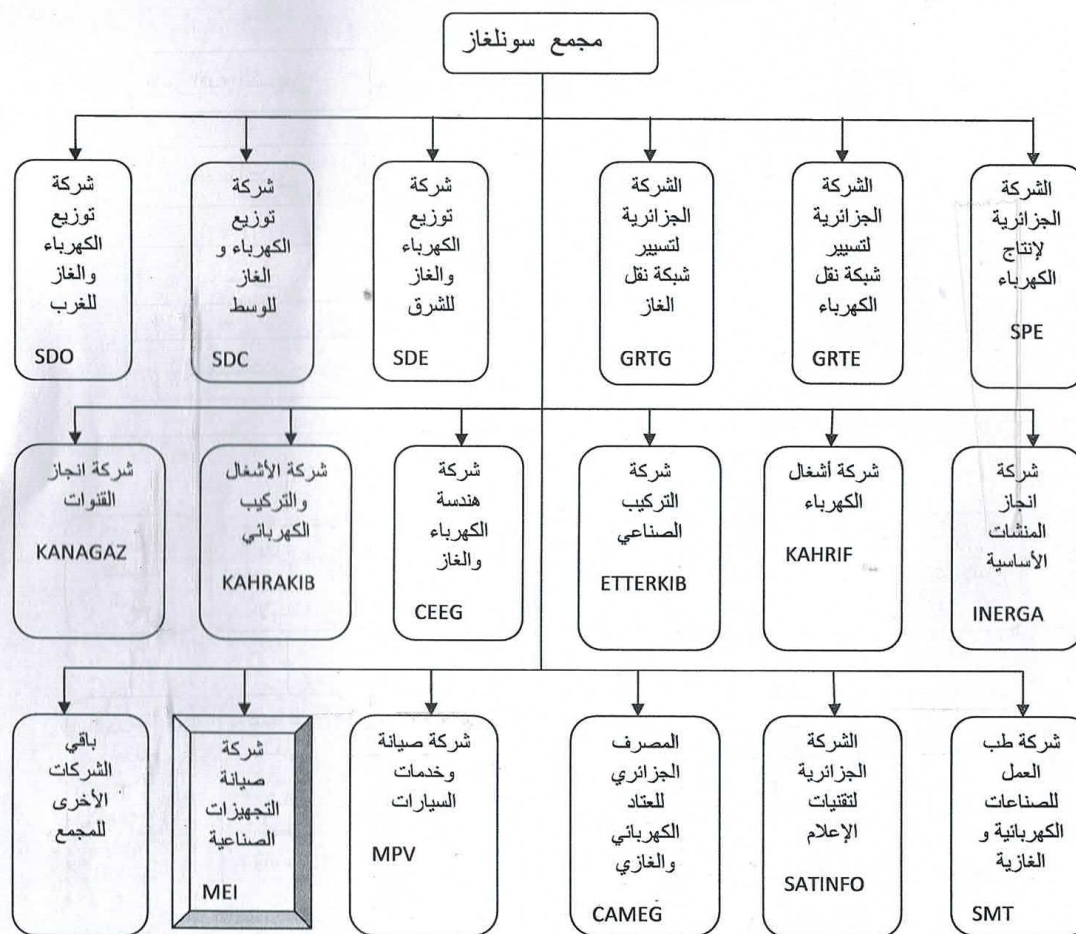 مجمع سونلغاز
الشركة
الجزائرية
لإنتاج
الكهرباء
SPE
الشركة
الجزائرية
لتسيير
شبكة نقل
الكهرباء
GRTE
الشركة
الجزائرية
لتسيير
شبكة نقل
الغاز
GRTG
شركة
توزيع
الكهرباء
والغاز
للشرق
SDE
شركة
توزيع
الكهرباء و
الغاز
للوسط
SDC
شركة
توزيع
الكهرباء
والغاز
للغرب
SDO
شركة
انجاز
المنشات
الأساسية
INERGA
شركة أشغال
الكهرباء
KAHRIF
شركة
التركيب
الصناعي
ETTERKIB
شركة
هندسة
الكهرباء
والغاز
CEEG
شركة الأشغال
والتركيب
الكهربائي
KAHRAKIB
شركة انجاز
القنوات
KANAGAZ
شركة طب
العمل
للصناعات
الكهربائية و
الغازية
SMT
الشركة
الجزائرية
لتقنيات
الإعلام
SATINFO
المصرف
الجزائري
للعتاد
الكهربائي
والغازي
CAMEG
شركة صيانة
وخدمات
السيارات
MPV
شركة
صيانة
التجهيزات
الصناعية
MEI
باقي
الشركات
الأخرى
للمجمع